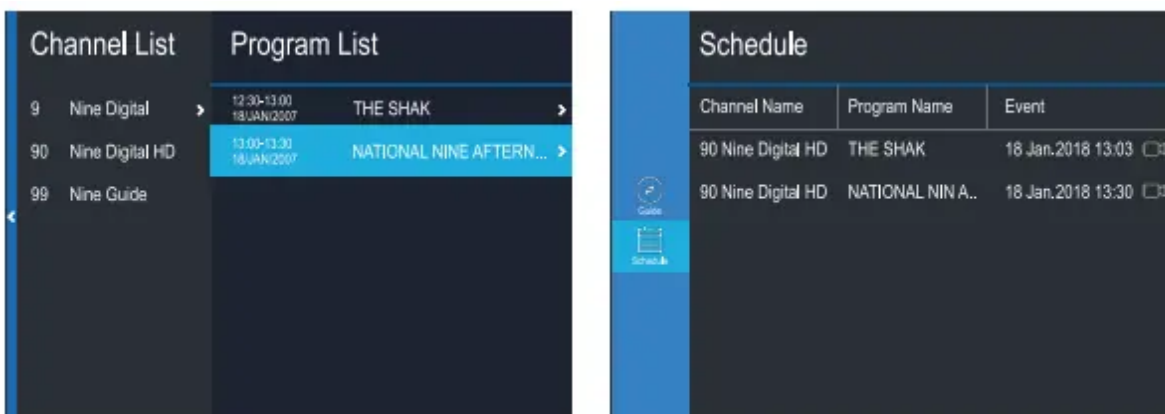 Channel List
Program List
9 Nine Digital
12:30-13:00
18/JAN/2007
THE SHAK
90 Nine Digital HD
13:00-13:30
18/JAN/2007
NATIONAL NINE AFTERN...
99 Nine Guide
Schedule
Channel Name Program Name Event
90 Nine Digital HD THE SHAK 18 Jan.2018 13:03
90 Nine Digital HD NATIONAL NIN A.. 18 Jan.2018 13:30
Guide
Schedule